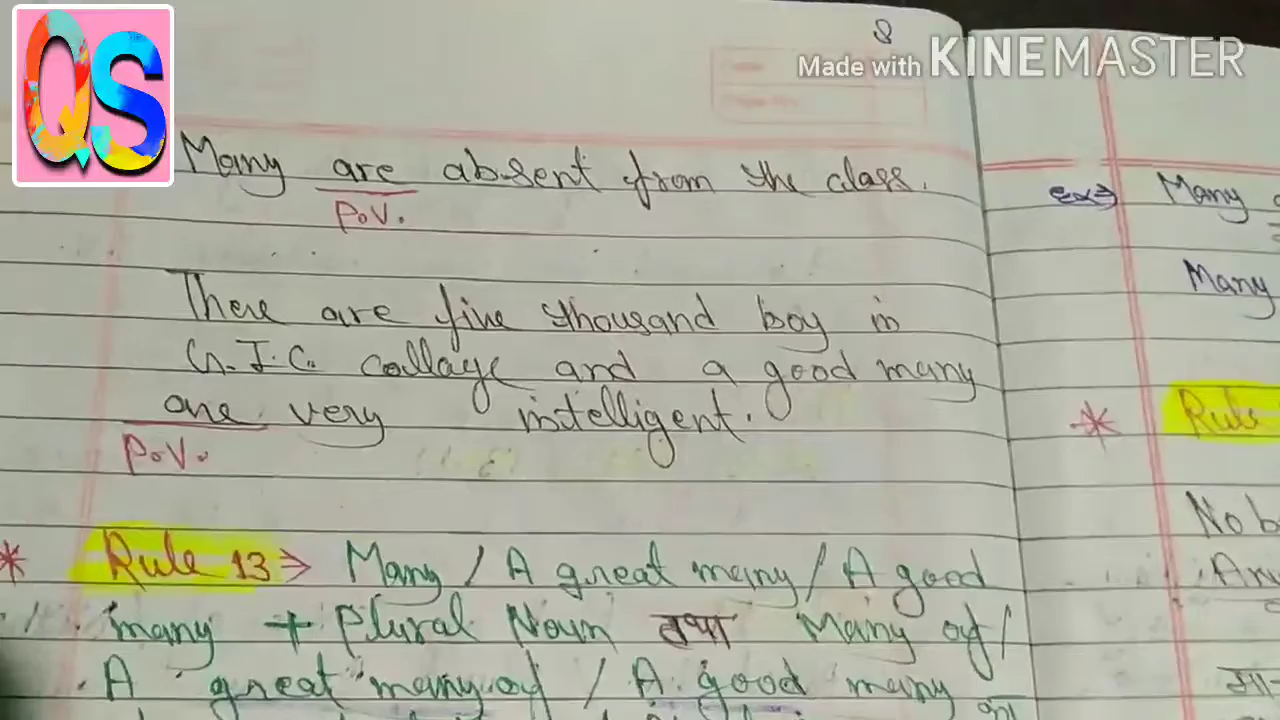 QS
8
Made with KINEMASTER
Many are absent from the class.
P.V.
There are five thousand boy in
G.I.C. collage and a good many
are very intelligent.
P.V.
* Rule 13 ⇒ Many / A great many / A good
many + Plural Noun तथा Many of /
A great many of / A good many
का
ex⇒ Many
Many
* Rule
No b